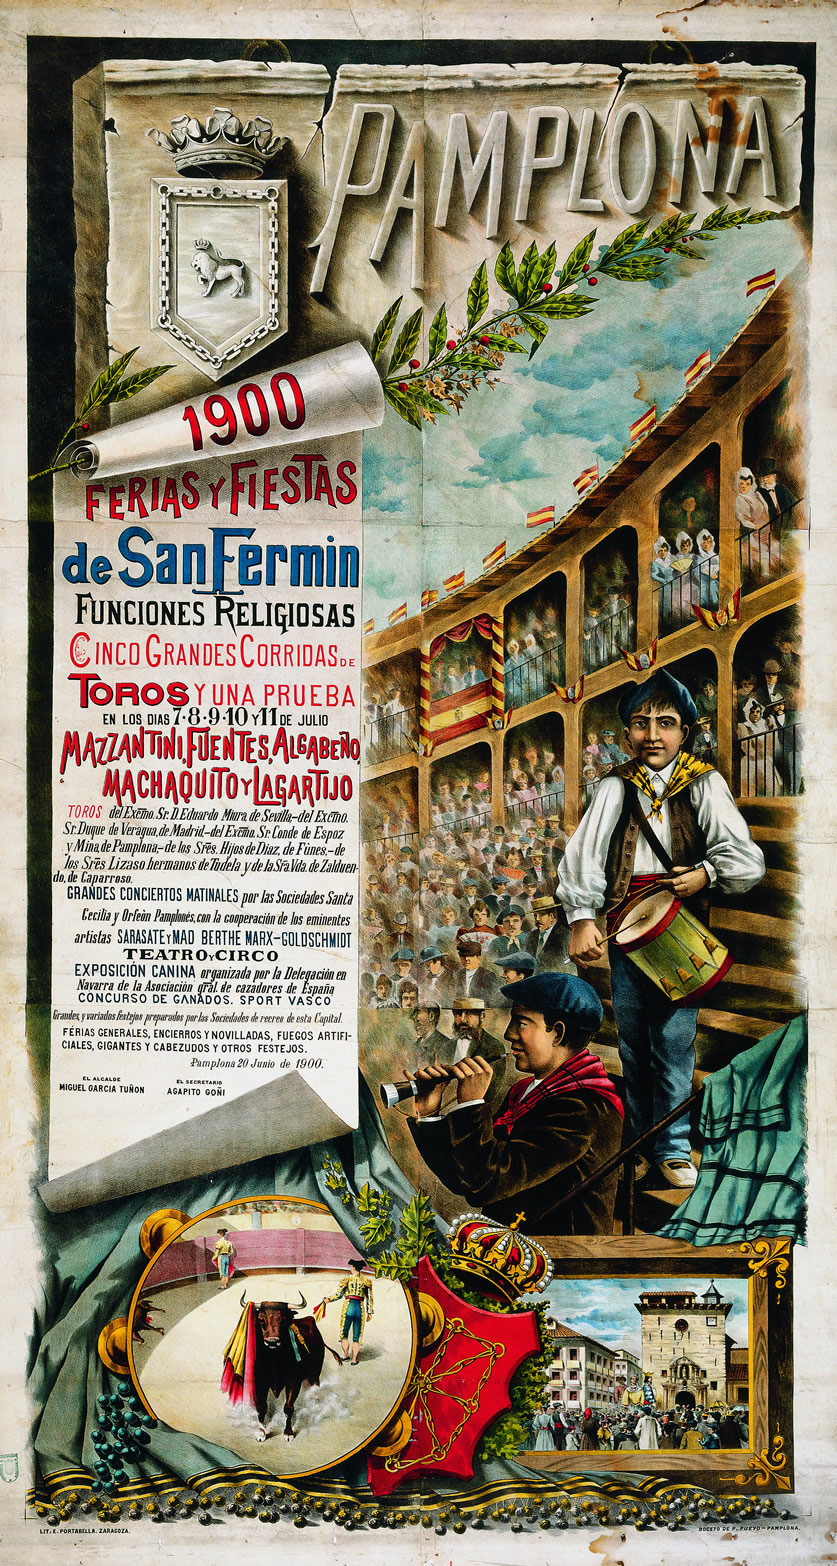 PAMPLONA
1900
FERIAS Y FIESTAS
de San Fermin
FUNCIONES RELIGIOSAS
CINCO GRANDES CORRIDAS DE
TOROS Y UNA PRUEBA
EN LOS DIAS 7·8·9·10 Y 11 DE JULIO
MAZZANTINI, FUENTES, ALGABEÑO,
MACHAQUITO Y LAGARTIJO
TOROS del Excmo. Sr. D. Eduardo Miura, de Sevilla,-del Excmo.
Sr. Duque de Veragua, de Madrid,-del Excmo. Sr. Conde de Espoz
y Mina, de Pamplona,-de los Sres. Hijos de Diaz, de Funes,-de
los Sres Lizaso hermanos de Tudela y de la Sra. Vda. de Zalduen-
do, de Caparroso.
GRANDES CONCIERTOS MATINALES por las Sociedades Santa
Cecilia y Orfeón Pamplonés, con la cooperación de los eminentes
artistas SARASATE Y MAD BERTHE MARX-GOLDSCHMIDT
TEATRO Y CIRCO
EXPOSICIÓN CANINA organizada por la Delegación en
Navarra de la Asociación gral. de cazadores de España
CONCURSO DE GANADOS. SPORT VASCO
Grandes y variados festejos preparados por las Sociedades de recreo de esta Capital.
FÉRIAS GENERALES, ENCIERROS Y NOVILLADAS, FUEGOS ARTIFI-
CIALES, GIGANTES Y CABEZUDOS Y OTROS FESTEJOS.
Pamplona 20 Junio de 1900.
EL ALCALDE
MIGUEL GARCIA TUÑON
EL SECRETARIO
AGAPITO GOÑI
LIT. E. PORTABELLA. ZARAGOZA.
BOCETO DE P. PUEYO - PAMPLONA.